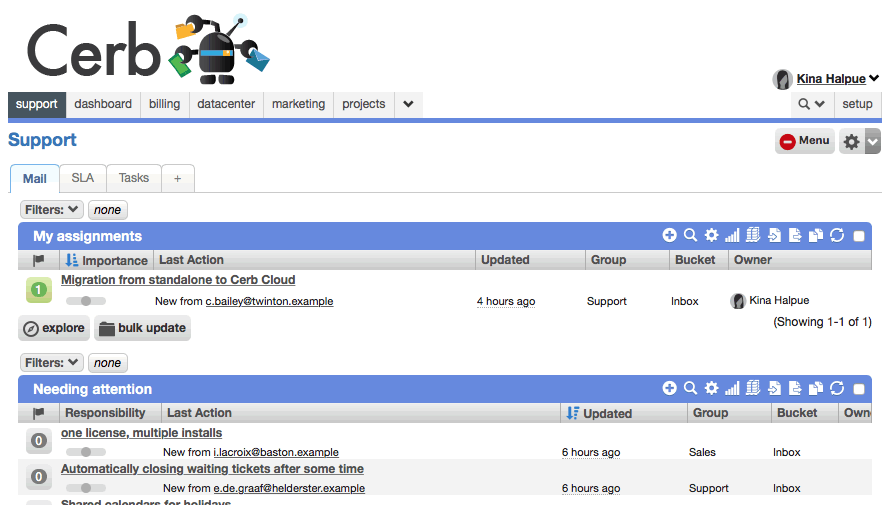 Cerb
Kina Halpue
support dashboard billing datacenter marketing projects setup
Support
Menu
Mail SLA Tasks +
Filters: none
My assignments
Importance Last Action Updated Group Bucket Owner
1 Migration from standalone to Cerb Cloud
New from c.bailey@twinton.example 4 hours ago Support Inbox Kina Halpue
explore bulk update (Showing 1-1 of 1)
Filters: none
Needing attention
Responsibility Last Action Updated Group Bucket Own
0 one license, multiple installs
New from i.lacroix@baston.example 6 hours ago Sales Inbox
0 Automatically closing waiting tickets after some time
New from e.de.graaf@helderster.example 6 hours ago Support Inbox
Shared calendars for holidays